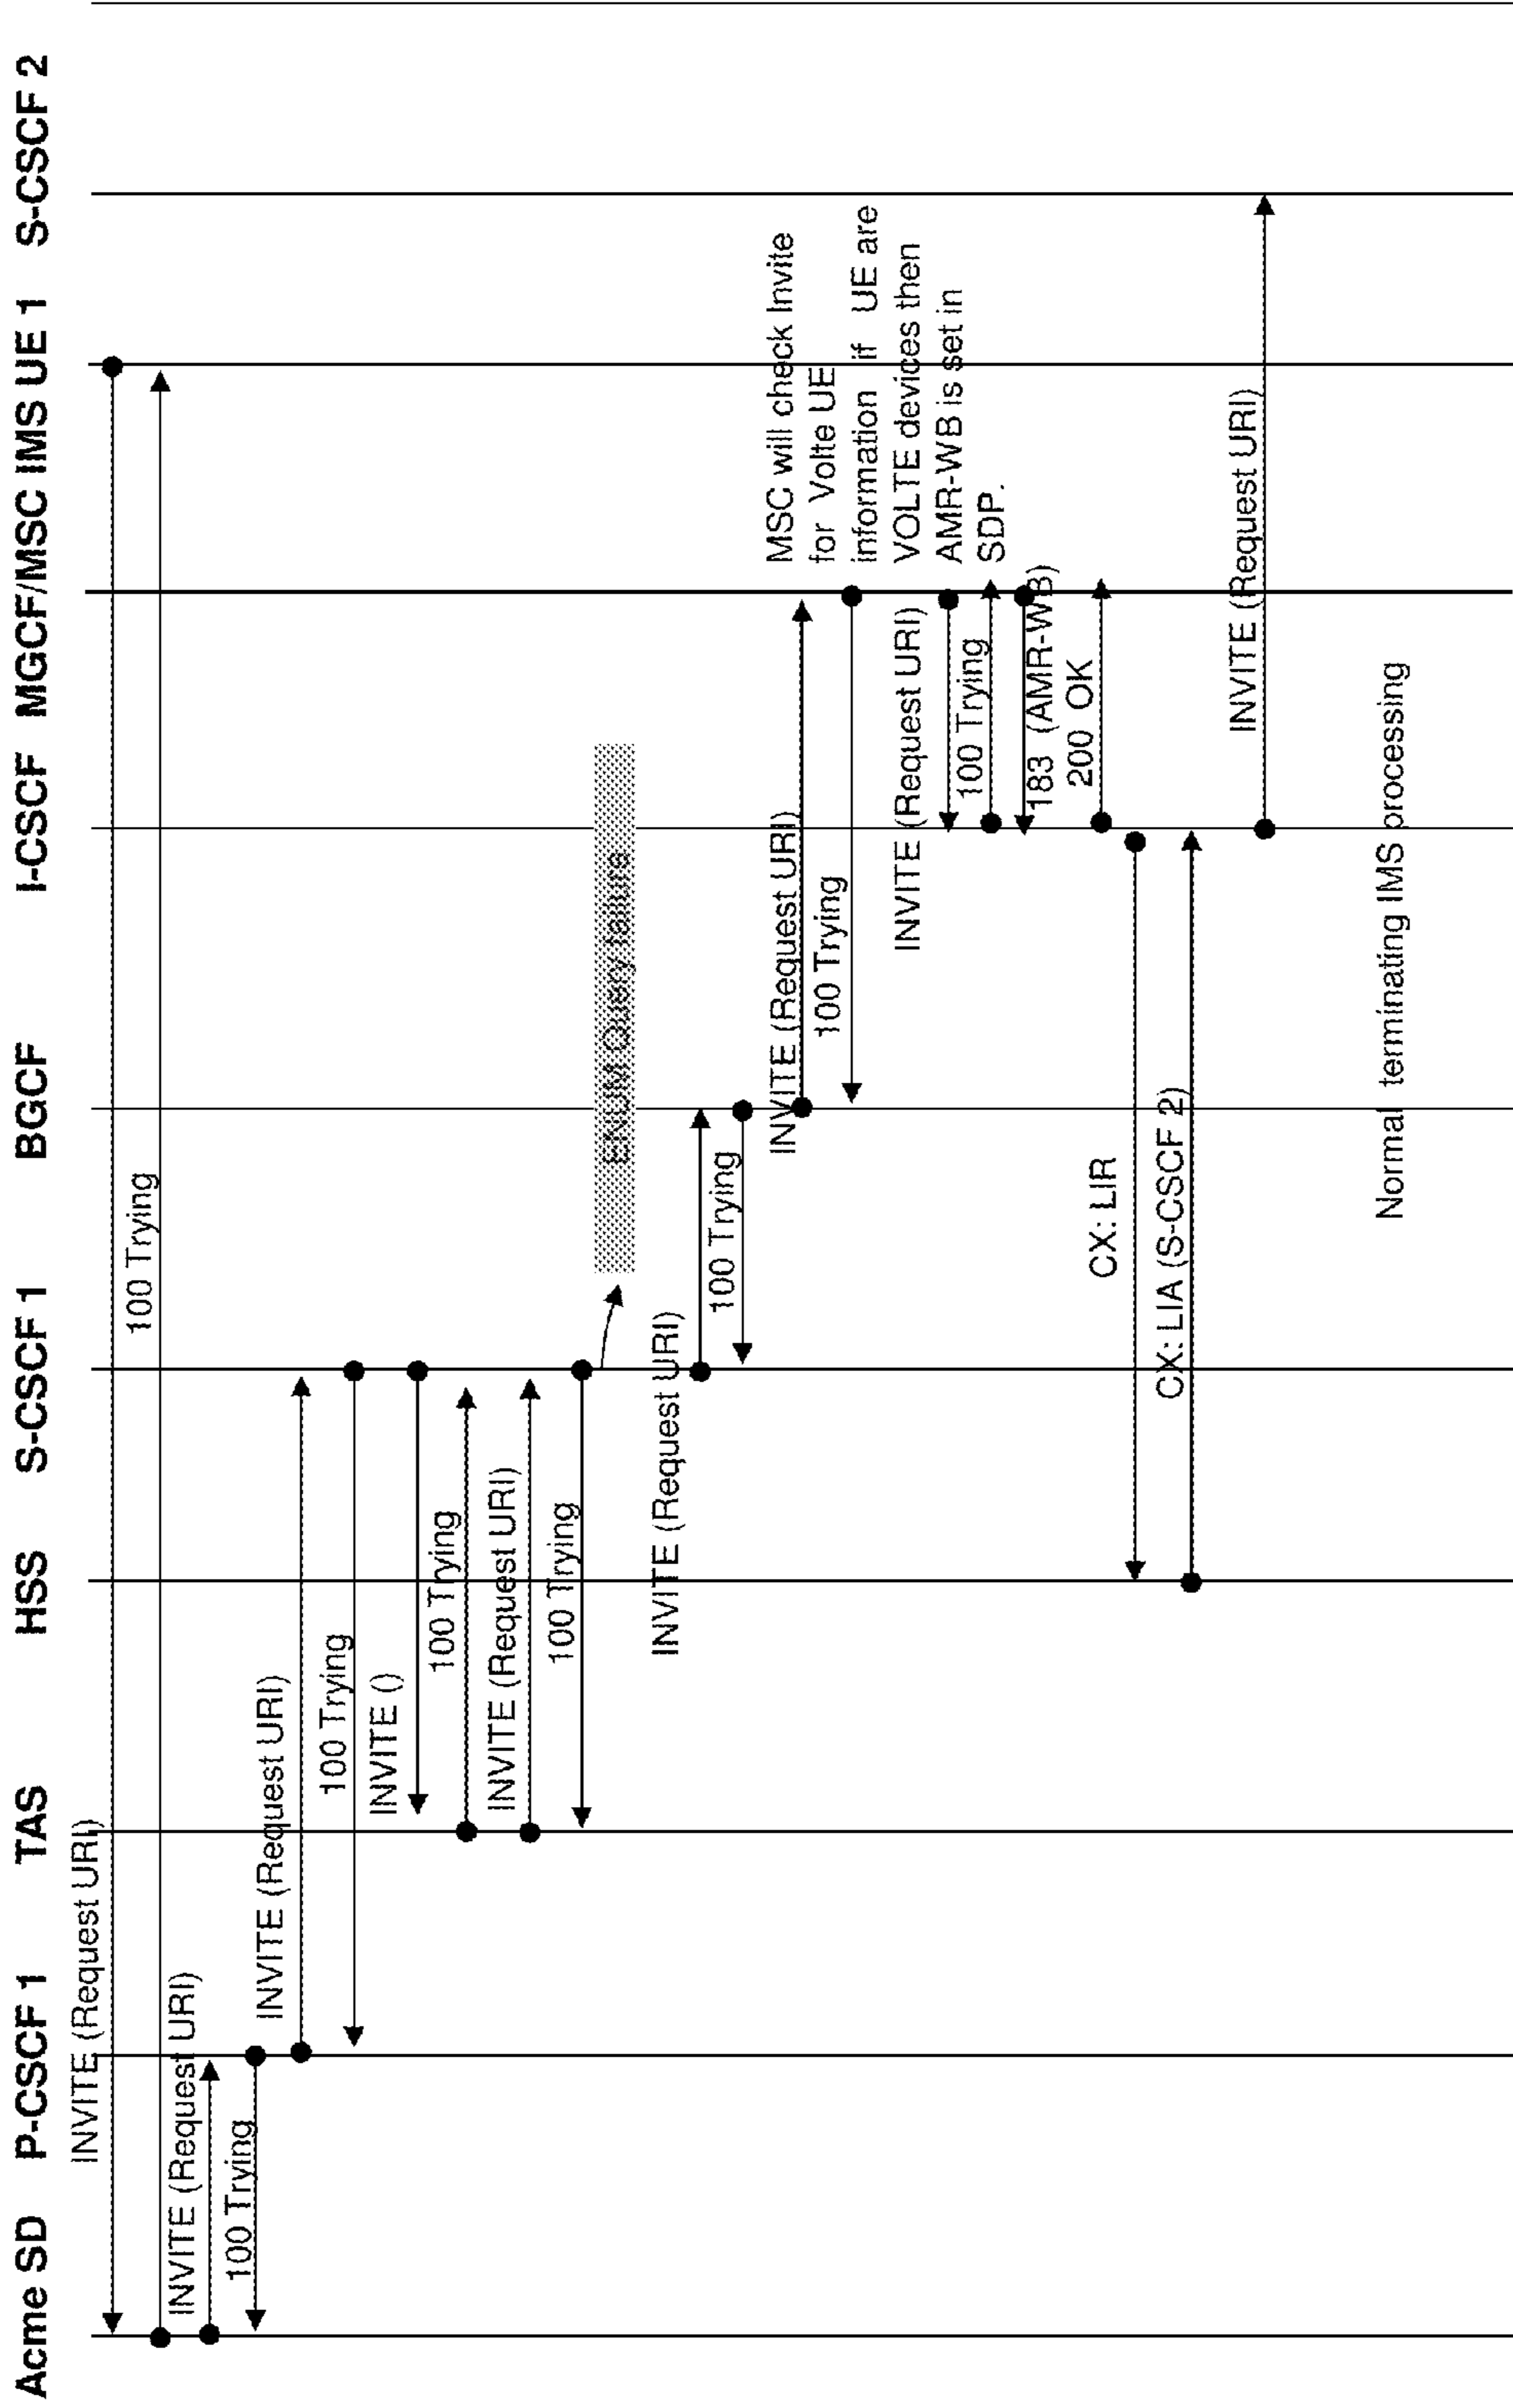 Acme SD P-CSCF 1 TAS HSS S-CSCF 1 BGCF I-CSCF MGCF/MSC IMS UE 1 S-CSCF 2
INVITE (Request URI)
100 Trying
INVITE (Request URI)
100 Trying
INVITE (Request URI)
100 Trying
INVITE ()
100 Trying
INVITE (Request URI)
100 Trying
ENUM Query failure
INVITE (Request URI)
100 Trying
INVITE (Request URI)
100 Trying
MSC will check Invite
for Volte UE
information if UE are
VOLTE devices then
AMR-WB is set in
SDP.
INVITE (Request URI)
100 Trying
183 (AMR-WB)
200 OK
CX: LIR
CX: LIA (S-CSCF 2)
INVITE (Request URI)
Normal terminating IMS processing